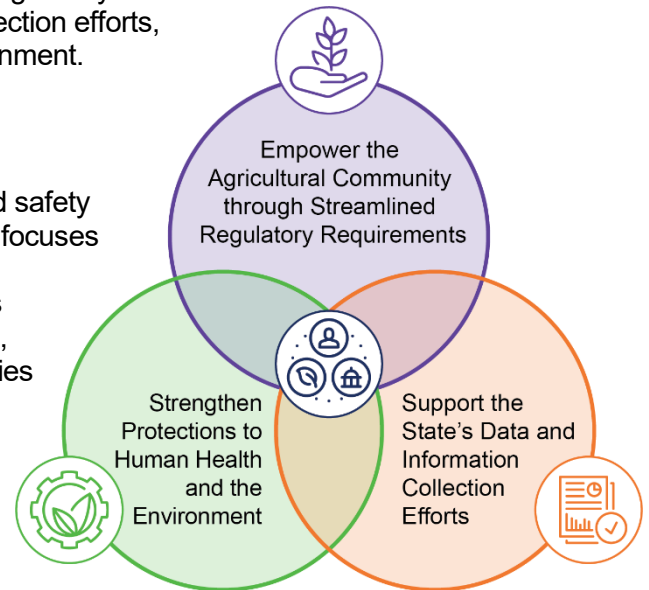 ection efforts,
nment.
Empower the
Agricultural Community
through Streamlined
Regulatory Requirements
d safety
focuses
s
,
ies
Strengthen
Protections to
Human Health
and the
Environment
Support the
State's Data and
Information
Collection
Efforts